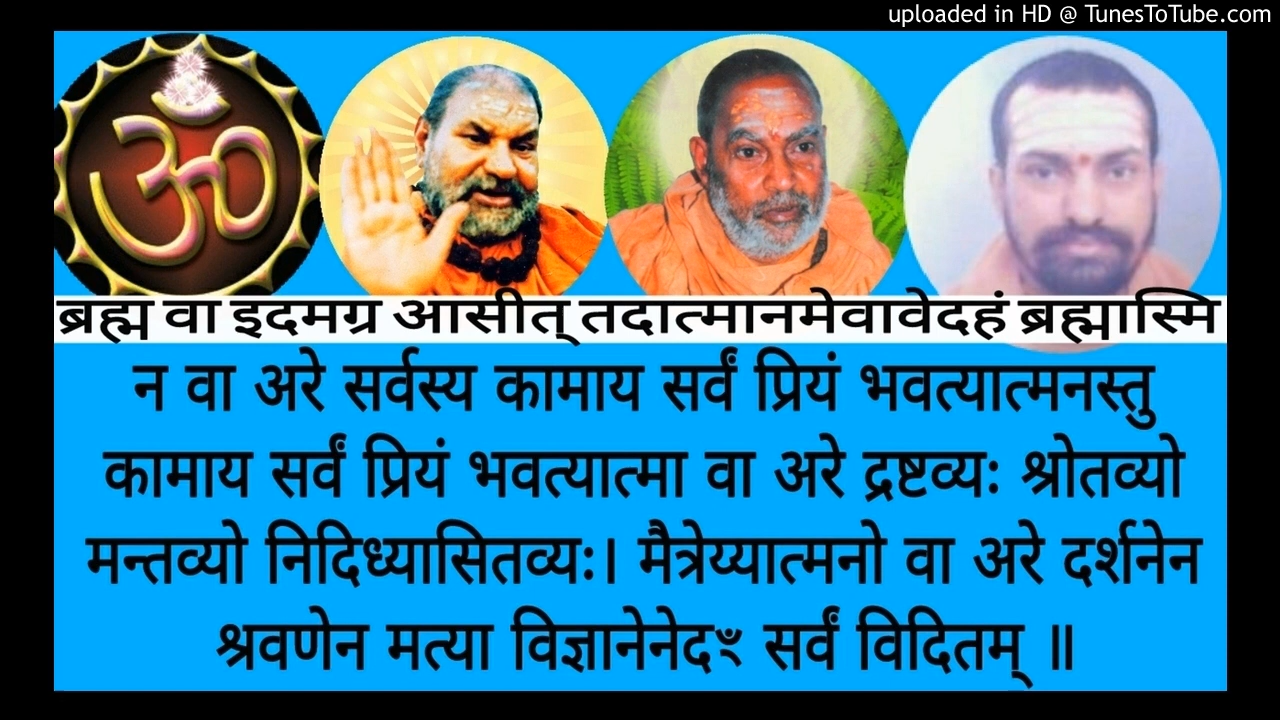 uploaded in HD @ TunesToTube.com
ॐ
ब्रह्म वा इदमग्र आसीत् तदात्मानमेवावेदहं ब्रह्मास्मि
न वा अरे सर्वस्य कामाय सर्वं प्रियं भवत्यात्मनस्तु
कामाय सर्वं प्रियं भवत्यात्मा वा अरे द्रष्टव्यः श्रोतव्यो
मन्तव्यो निदिध्यासितव्यः। मैत्रेय्यात्मनो वा अरे दर्शनेन
श्रवणेन मत्या विज्ञानेनेदꣳ सर्वं विदितम् ॥